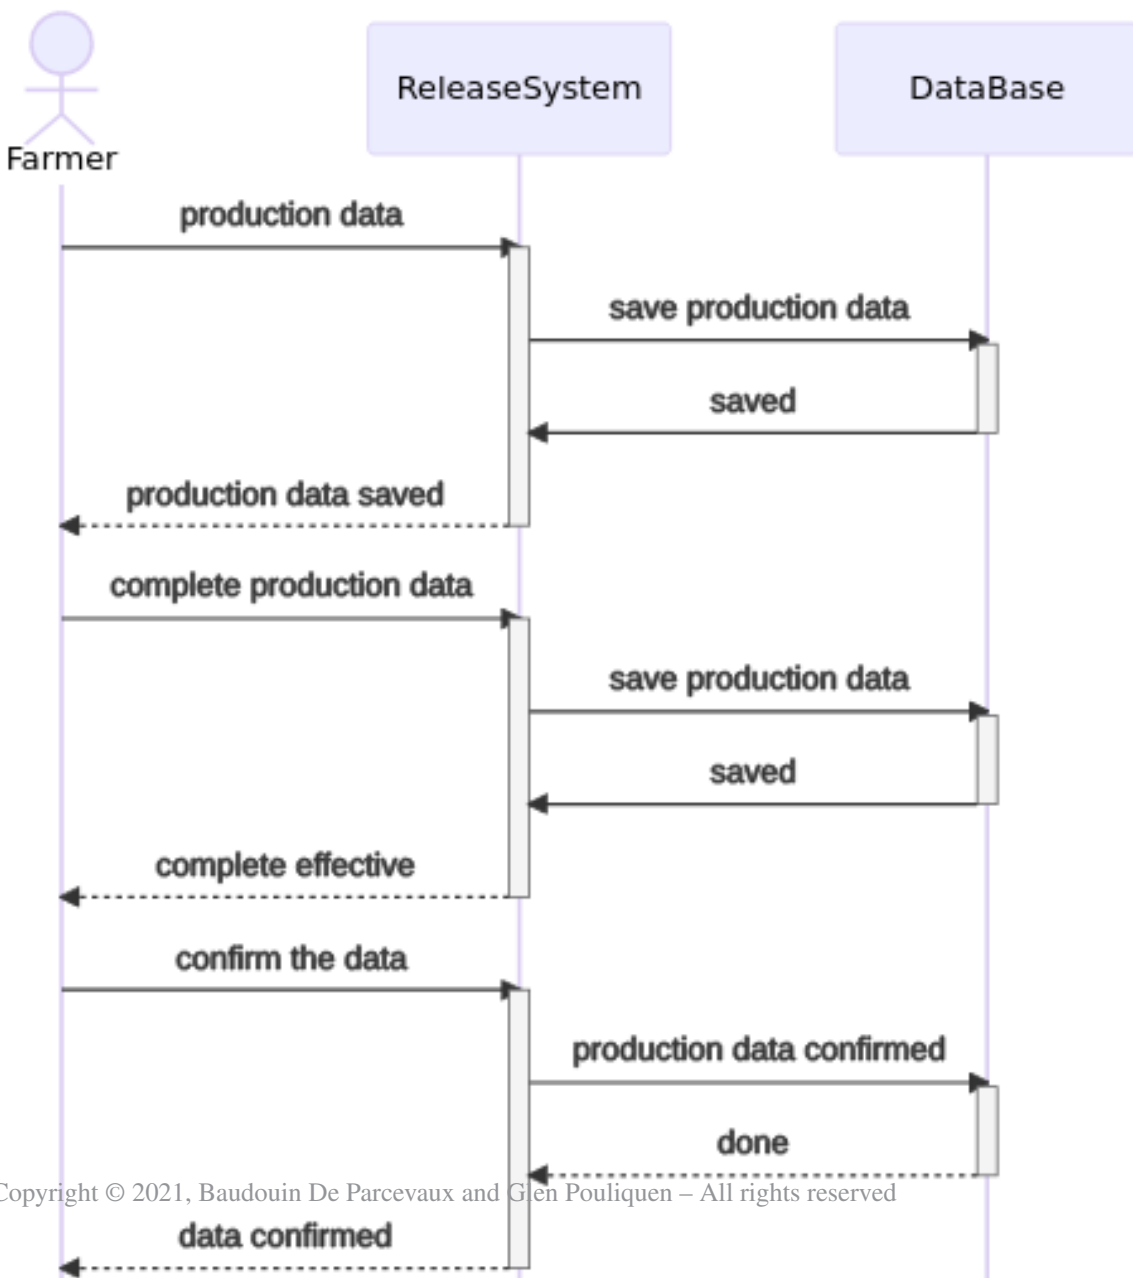 ReleaseSystem
DataBase
Farmer
production data
save production data
saved
production data saved
complete production data
save production data
saved
complete effective
confirm the data
production data confirmed
done
Copyright © 2021, Baudouin De Parcevaux and Glen Pouliquen – All rights reserved
data confirmed